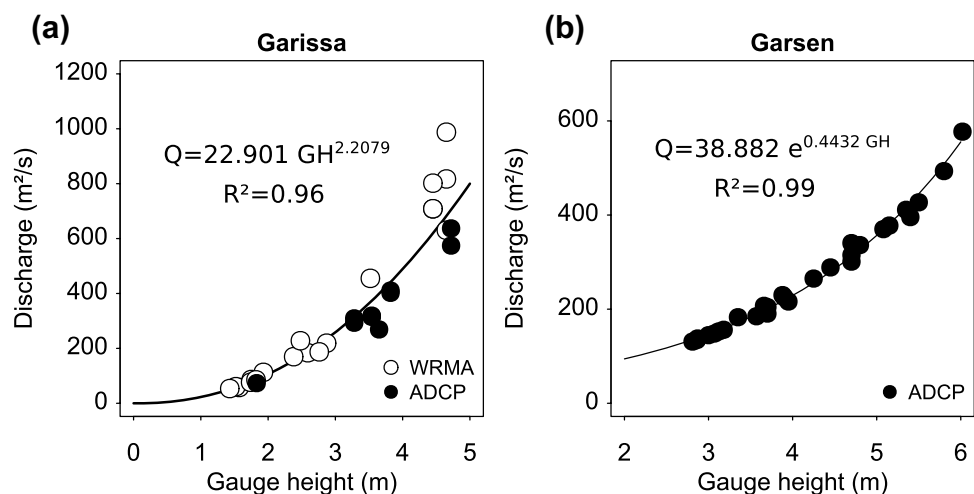 (a)
Garissa
1200
1000
800
600
400
200
0
Discharge (m²/s)
Q=22.901 GH^2.2079
R²=0.96
WRMA
ADCP
0 1 2 3 4 5
Gauge height (m)
(b)
Garsen
600
400
200
0
Discharge (m²/s)
Q=38.882 e^0.4432 GH
R²=0.99
ADCP
2 3 4 5 6
Gauge height (m)